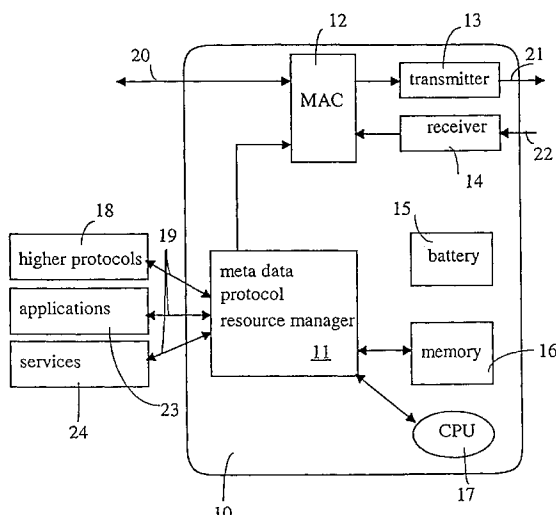 12
13
20
21
MAC
transmitter
receiver
22
14
18
15
19
higher protocols
meta data
protocol
resource manager
11
battery
applications
services
memory
16
24
23
CPU
17
10